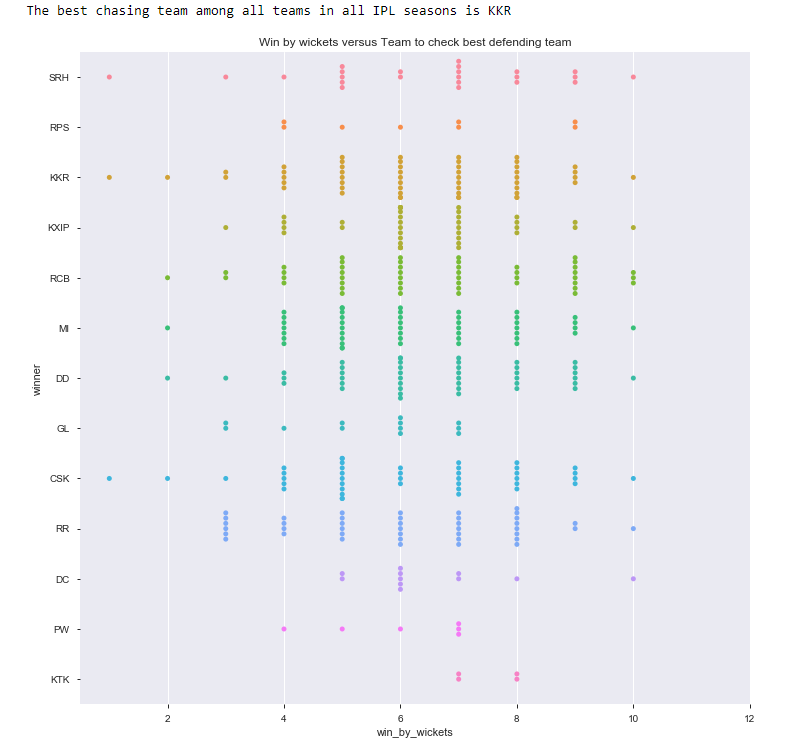 The best chasing team among all teams in all IPL seasons is KKR
Win by wickets versus Team to check best defending team
SRH
RPS
KKR
KXIP
RCB
MI
DD
GL
CSK
RR
DC
PW
KTK
winner
2 4 6 8 10 12
win_by_wickets